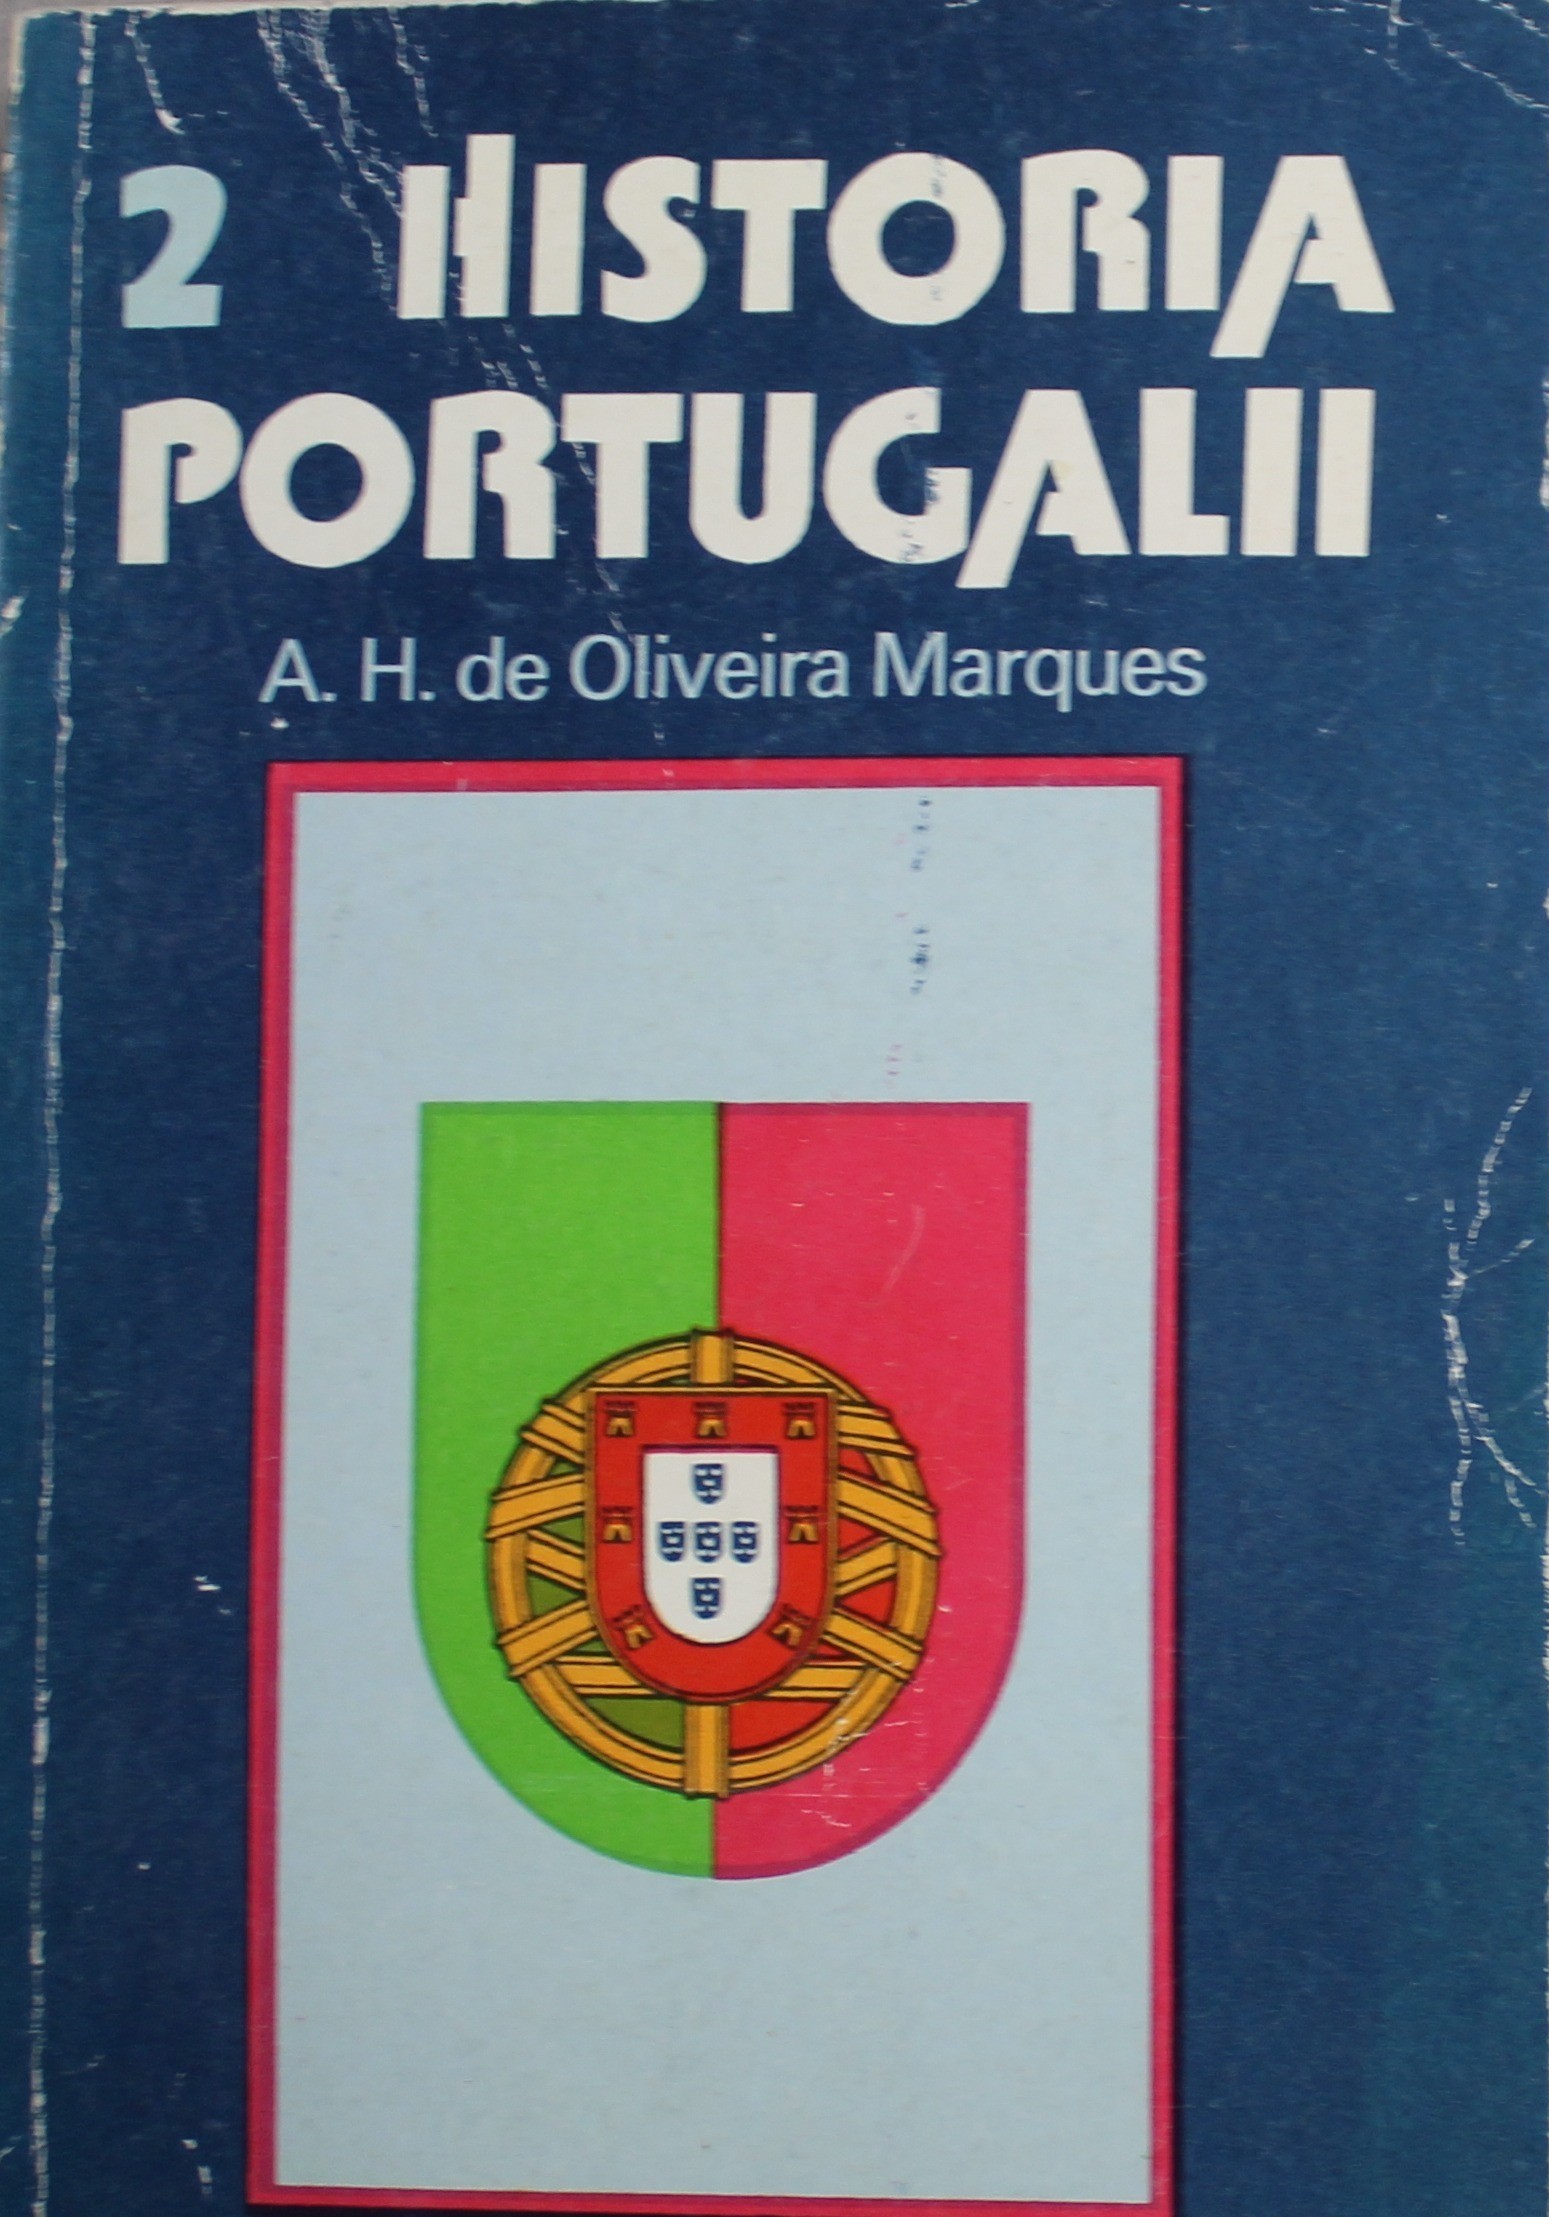 2 HISTORIA
PORTUGALII
A. H. de Oliveira Marques